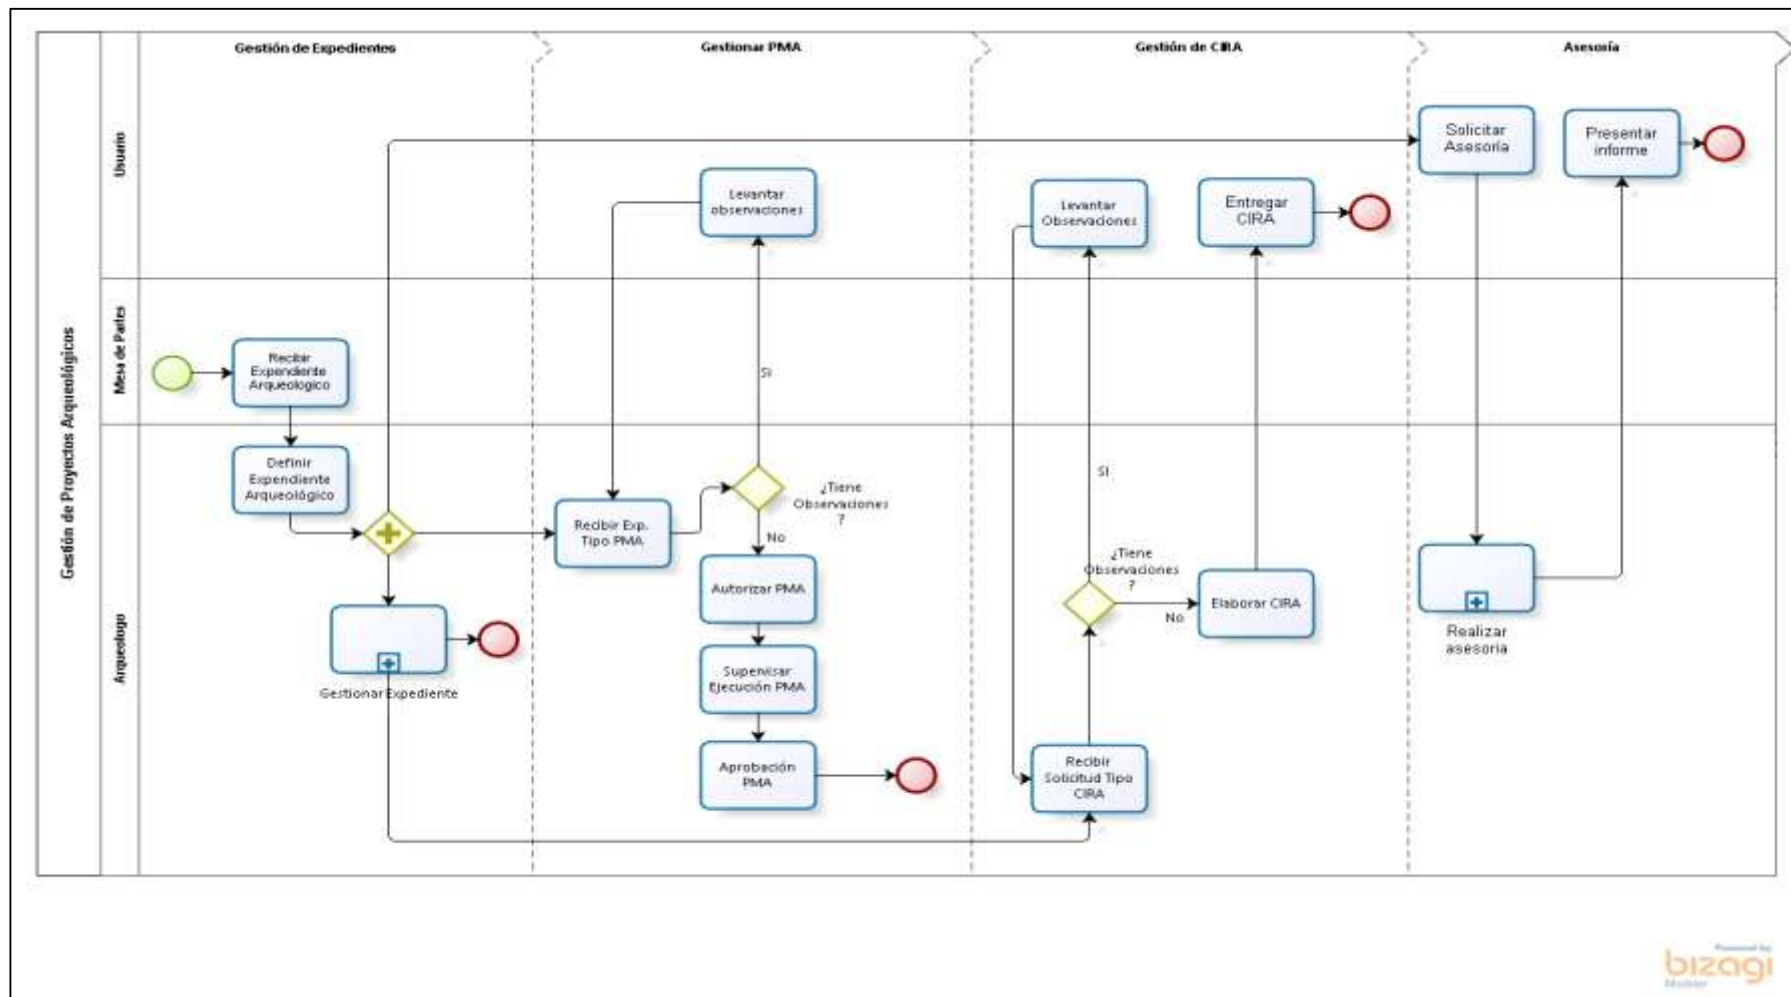 Gestión de Expedientes
Gestionar PMA
Gestión de CIRA
Asesoría
Gestión de Proyectos Arqueológicos
Usuario
Mesa de Partes
Arqueologo
Solicitar
Asesoría
Presentar
informe
Levantar
observaciones
Levantar
Observaciones
Entregar
CIRA
Recibir
Expendiente
Arqueologico
SI
Definir
Expendiente
Arqueológico
Recibir Exp.
Tipo PMA
¿Tiene
Observaciones
?
No
SI
Autorizar PMA
¿Tiene
Observaciones
?
No
Elaborar CIRA
Realizar
asesoria
Gestionar Expediente
Supervisar
Ejecución PMA
Aprobación
PMA
Recibir
Solicitud Tipo
CIRA
Powered by
bizagi
Modeler